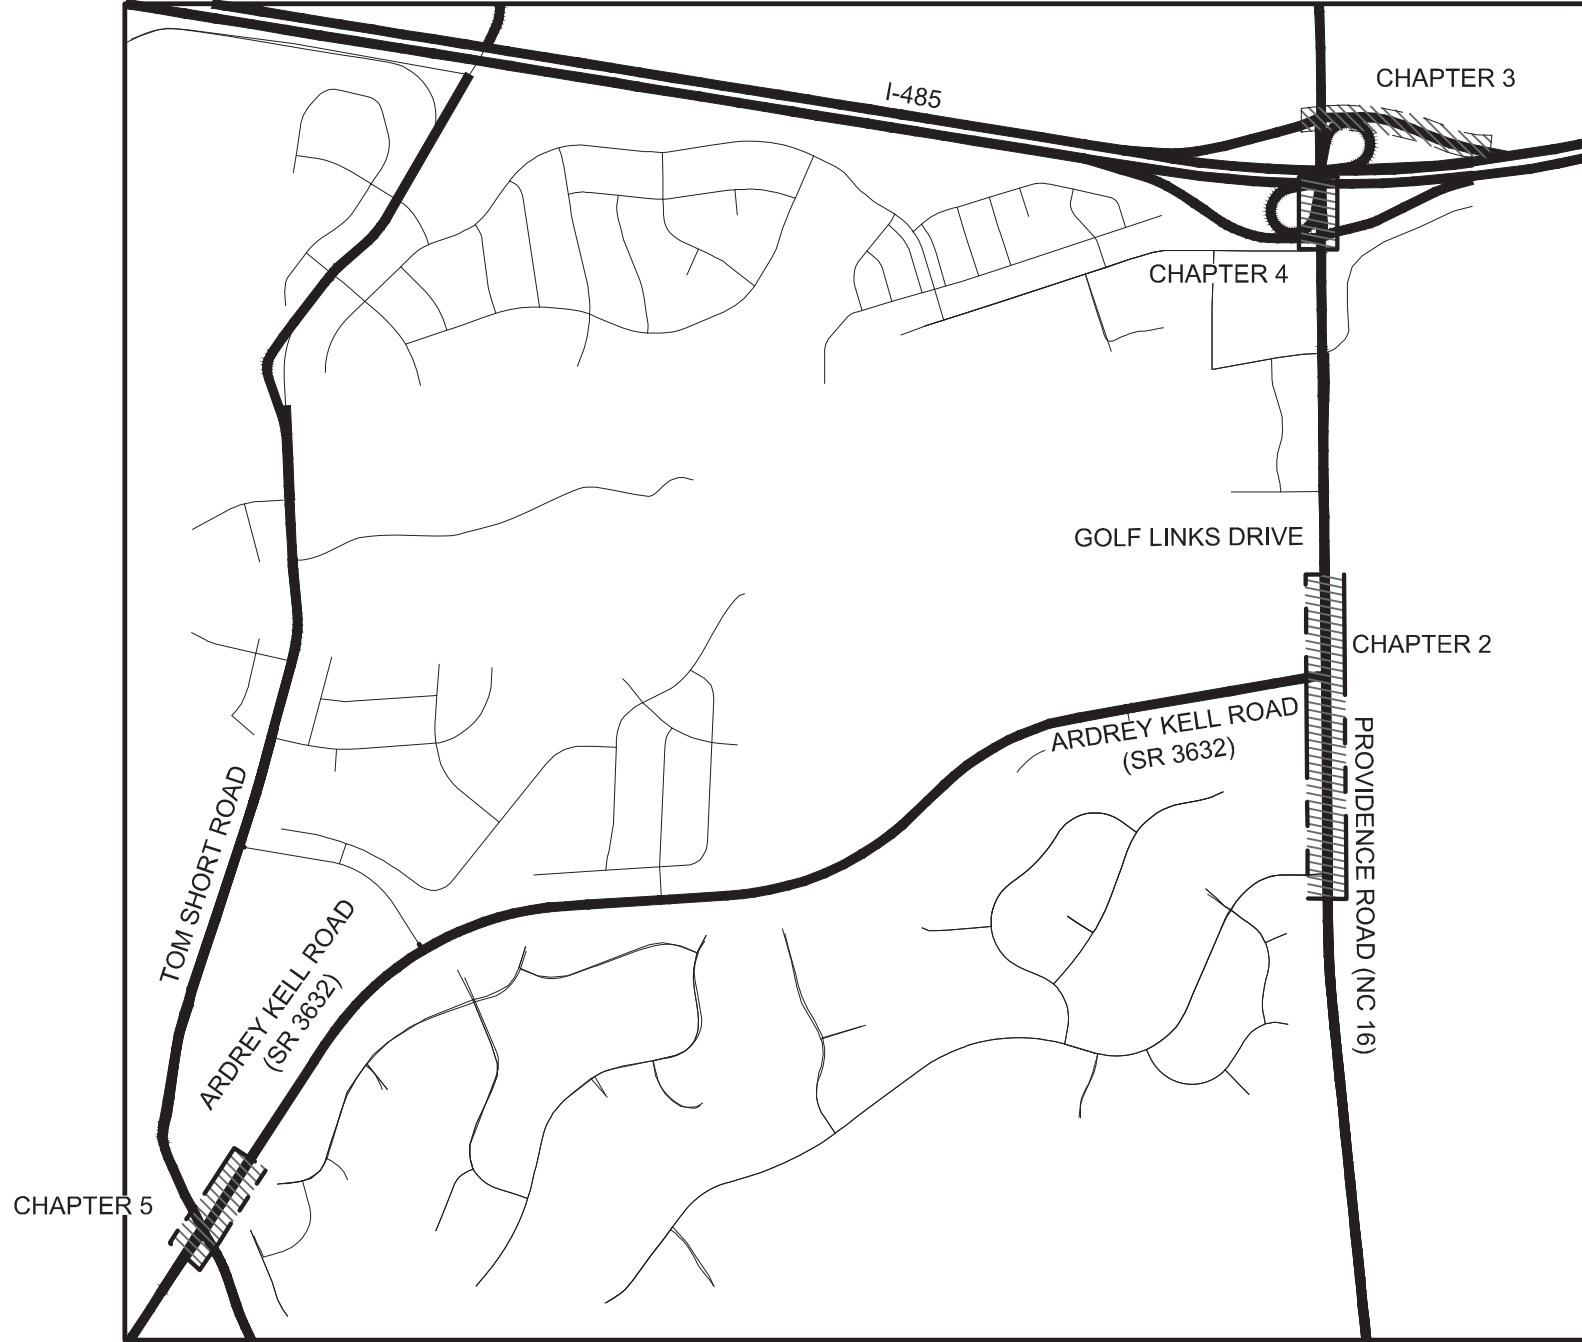 CHAPTER 3
I-485
CHAPTER 4
GOLF LINKS DRIVE
CHAPTER 2
ARDREY KELL ROAD
(SR 3632)
PROVIDENCE ROAD (NC 16)
TOM SHORT ROAD
ARDREY KELL ROAD
(SR 3632)
CHAPTER 5